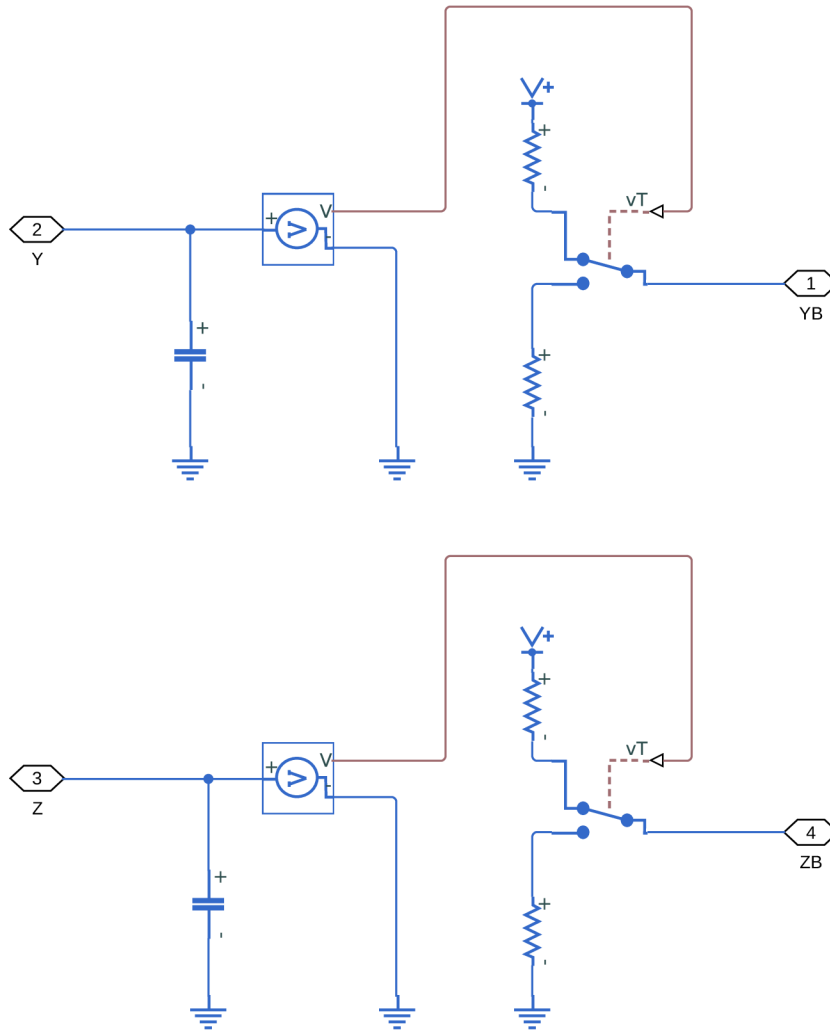 V+
+
-
vT
2
Y
+
V
-
V
1
YB
+
-
+
-
V+
+
-
vT
3
Z
+
V
-
V
4
ZB
+
-
+
-